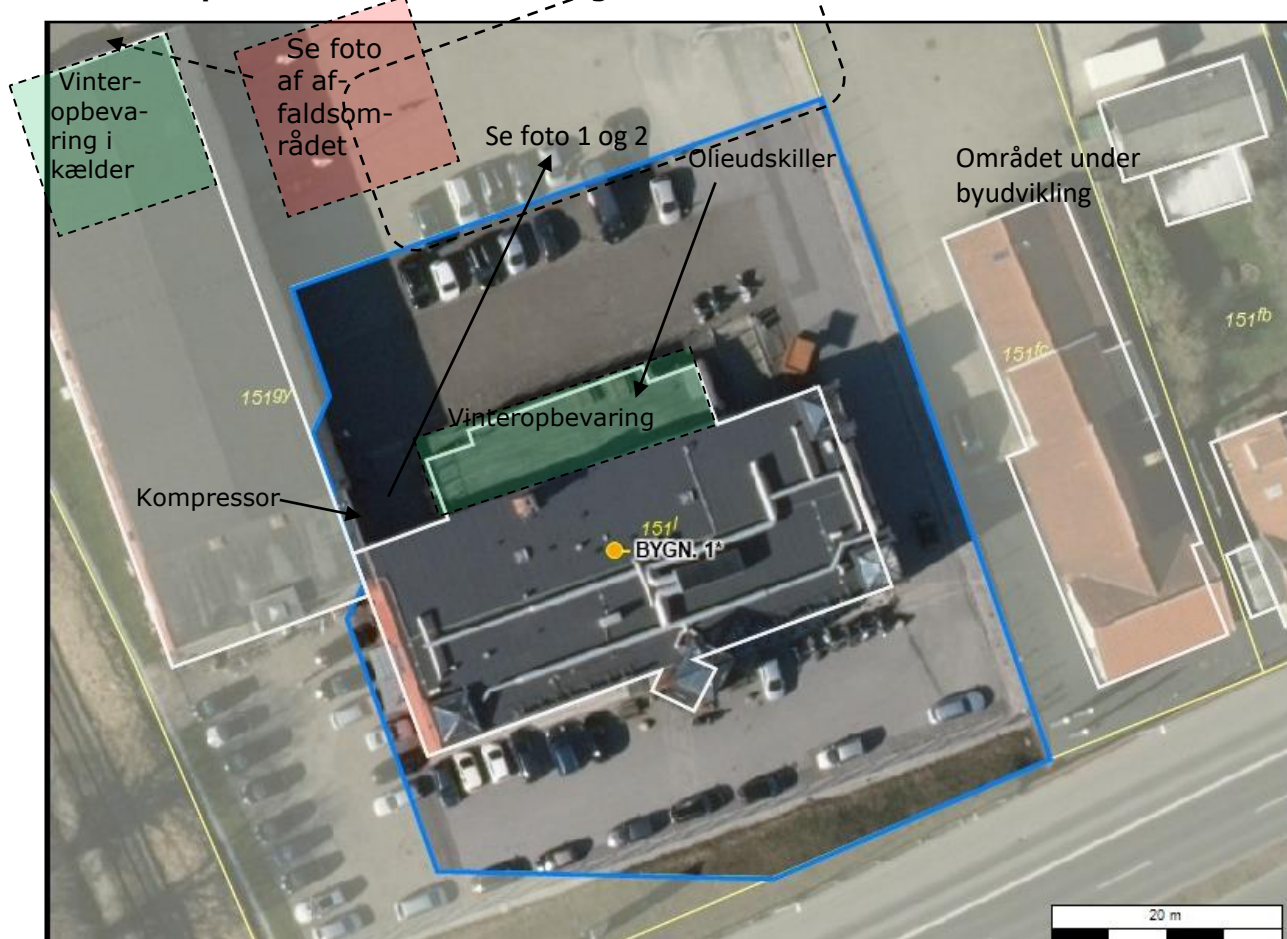 Vinter-
opbeva-
ring i
kælder
Se foto
af af-
faldsom-
rådet
Se foto 1 og 2
Olieudskiller
Området under
byudvikling
151fb
151fc
151gy
Vinteropbevaring
Kompressor
151l
BYGN. 1*
20 m